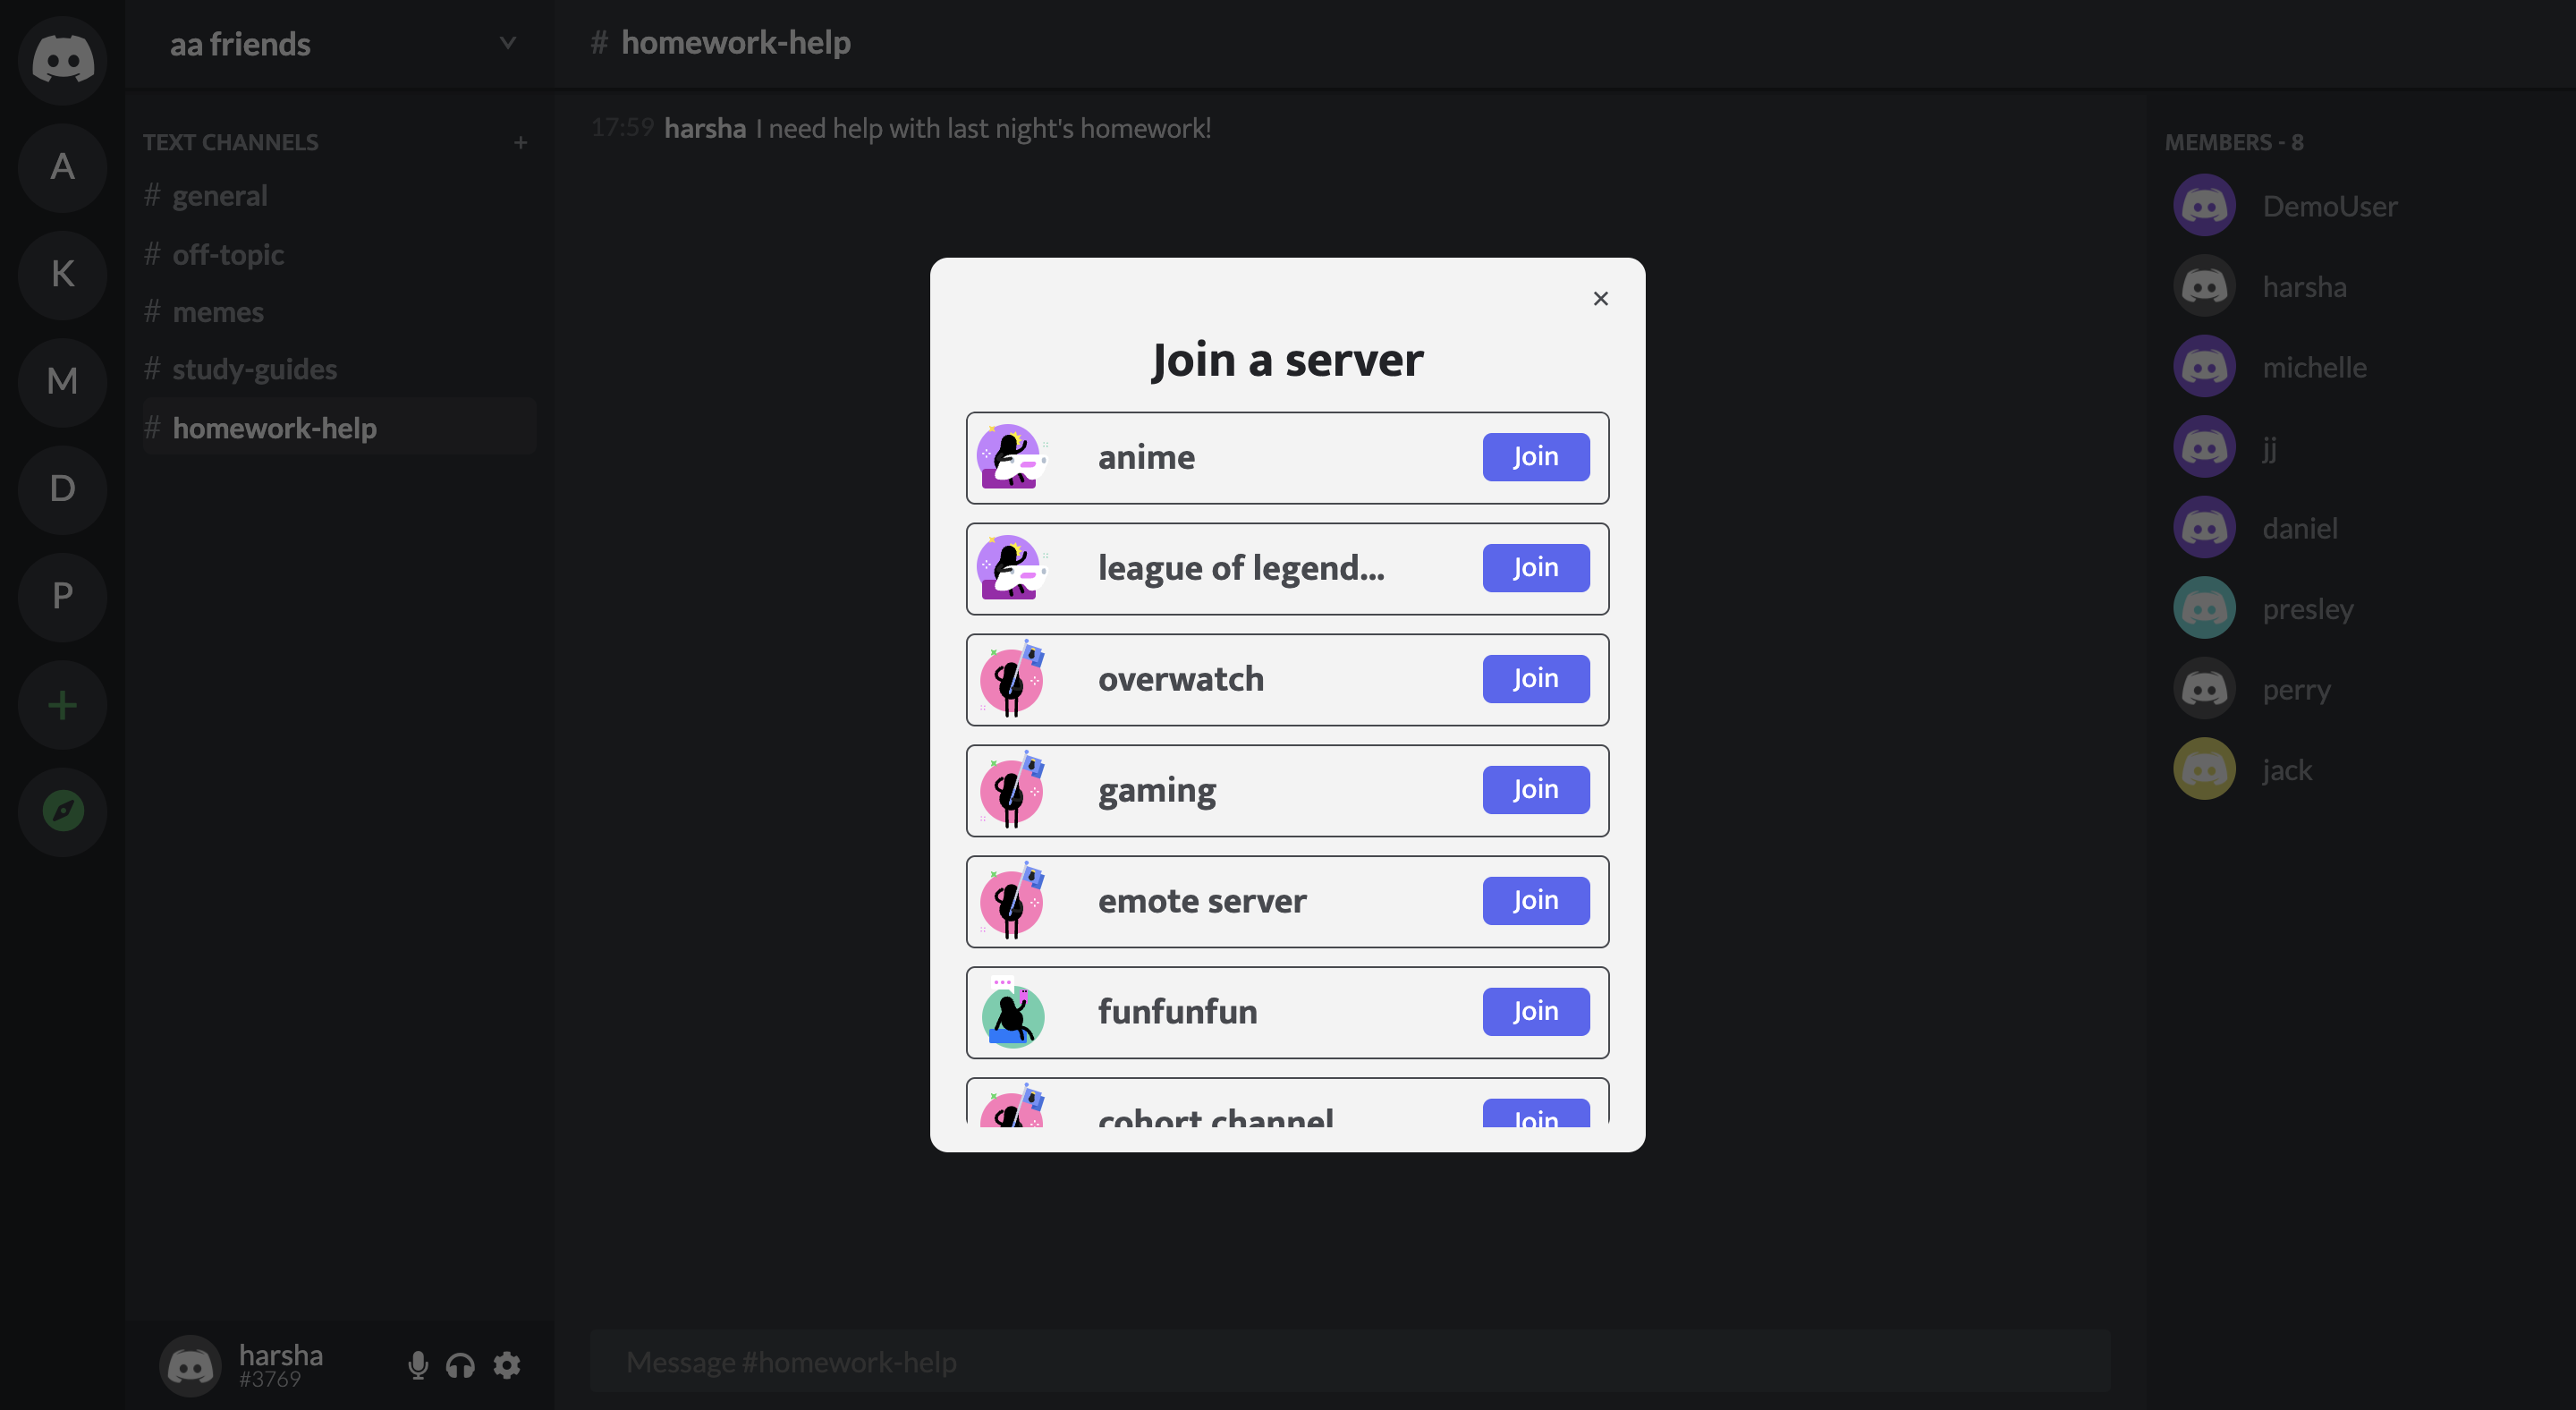 aa friends
# homework-help
TEXT CHANNELS +
# general
# off-topic
# memes
# study-guides
# homework-help
A
K
M
D
P
+
17:59 harsha I need help with last night's homework!
×
Join a server
anime Join
league of legend... Join
overwatch Join
gaming Join
emote server Join
funfunfun Join
cohort channel Join
MEMBERS - 8
DemoUser
harsha
michelle
jj
daniel
presley
perry
jack
harsha
#3769
Message #homework-help